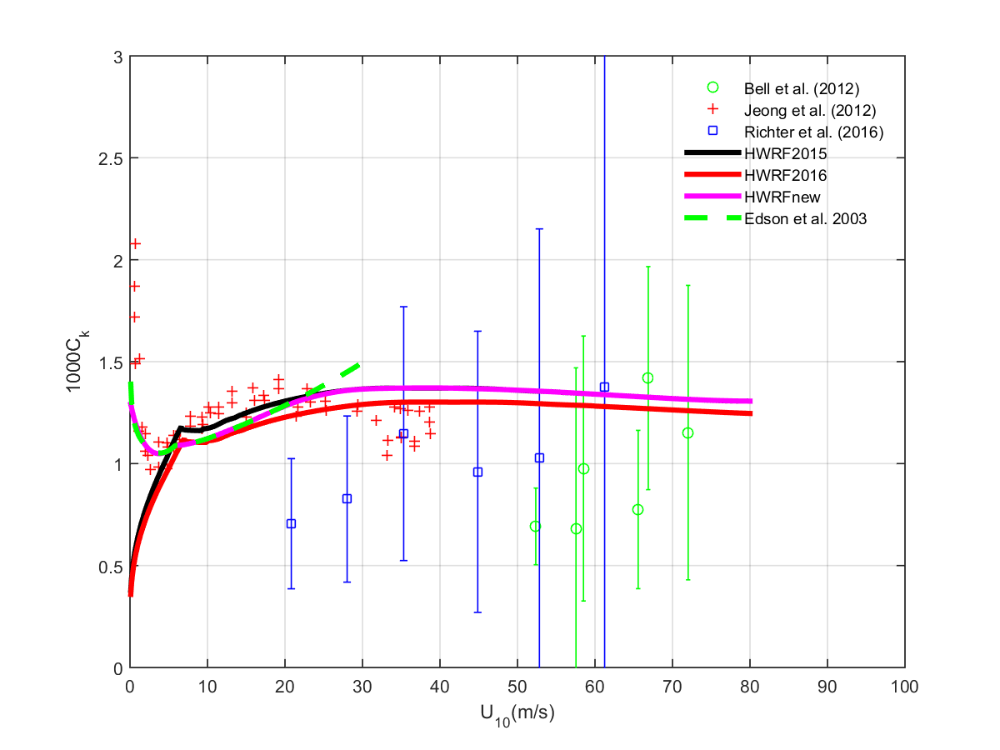 3
2.5
2
1.5
1
0.5
0
1000Ck
Bell et al. (2012)
Jeong et al. (2012)
Richter et al. (2016)
HWRF2015
HWRF2016
HWRFnew
Edson et al. 2003
0 10 20 30 40 50 60 70 80 90 100
U10(m/s)